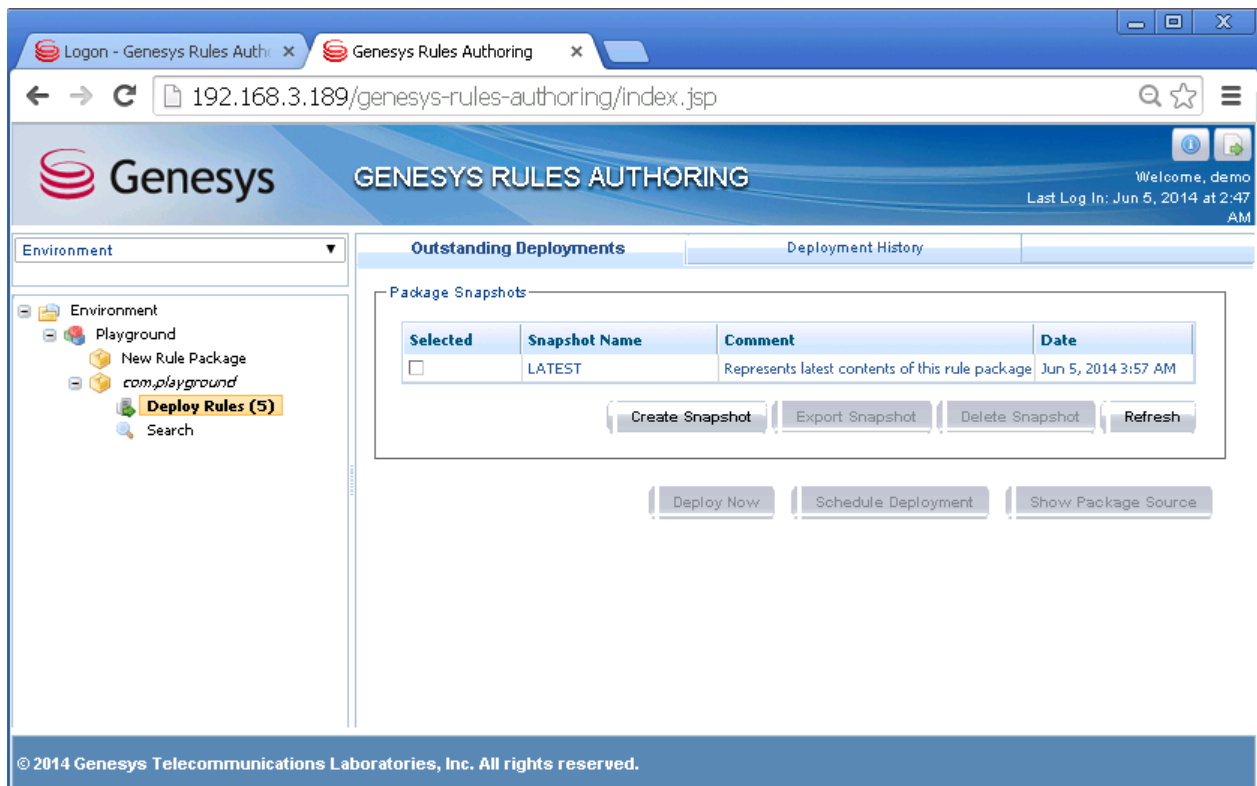 Logon - Genesys Rules Autho
Genesys Rules Authoring
192.168.3.189/genesys-rules-authoring/index.jsp
Genesys
GENESYS RULES AUTHORING
Welcome, demo
Last Log In: Jun 5, 2014 at 2:47
AM
Environment
Outstanding Deployments
Deployment History
Environment
Playground
New Rule Package
com.playground
Deploy Rules (5)
Search
Package Snapshots
Selected Snapshot Name Comment Date
LATEST Represents latest contents of this rule package Jun 5, 2014 3:57 AM
Create Snapshot Export Snapshot Delete Snapshot Refresh
Deploy Now Schedule Deployment Show Package Source
© 2014 Genesys Telecommunications Laboratories, Inc. All rights reserved.